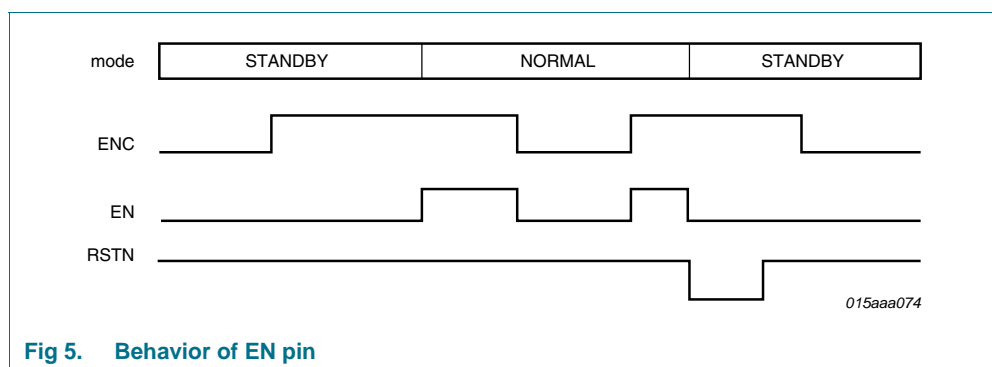 mode STANDBY NORMAL STANDBY
ENC
EN
RSTN
015aaa074
Fig 5. Behavior of EN pin